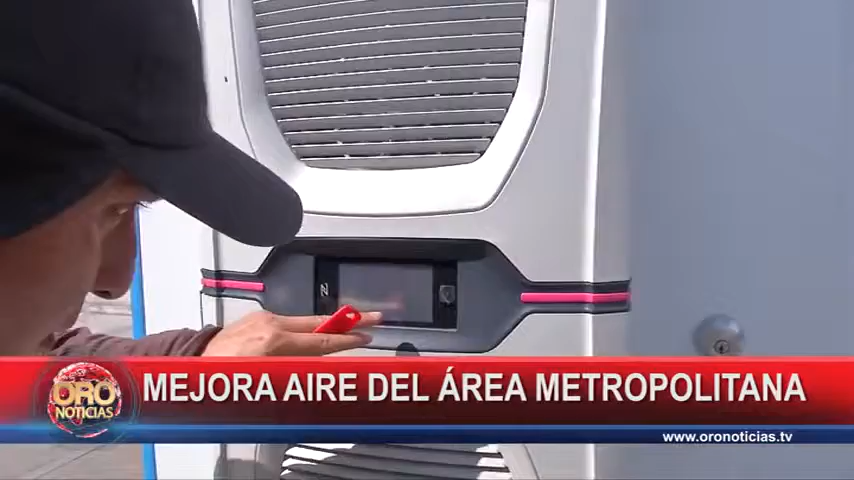 MEJORA AIRE DEL ÁREA METROPOLITANA
ORO
NOTICIAS
www.oronoticias.tv